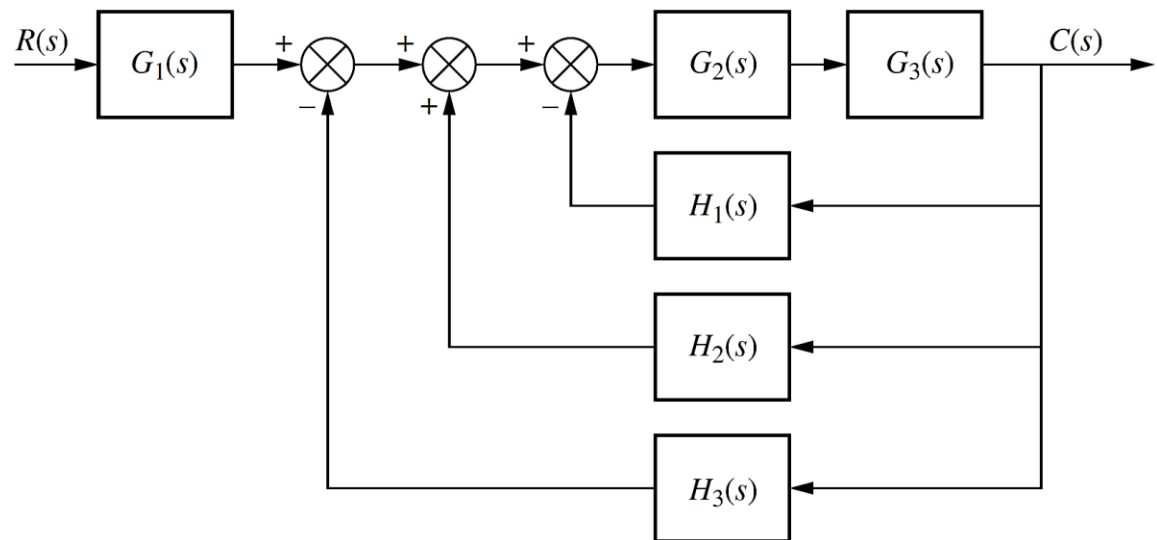 R(s)
G₁(s)
+
−
+
+
+
−
G₂(s)
G₃(s)
C(s)
H₁(s)
H₂(s)
H₃(s)